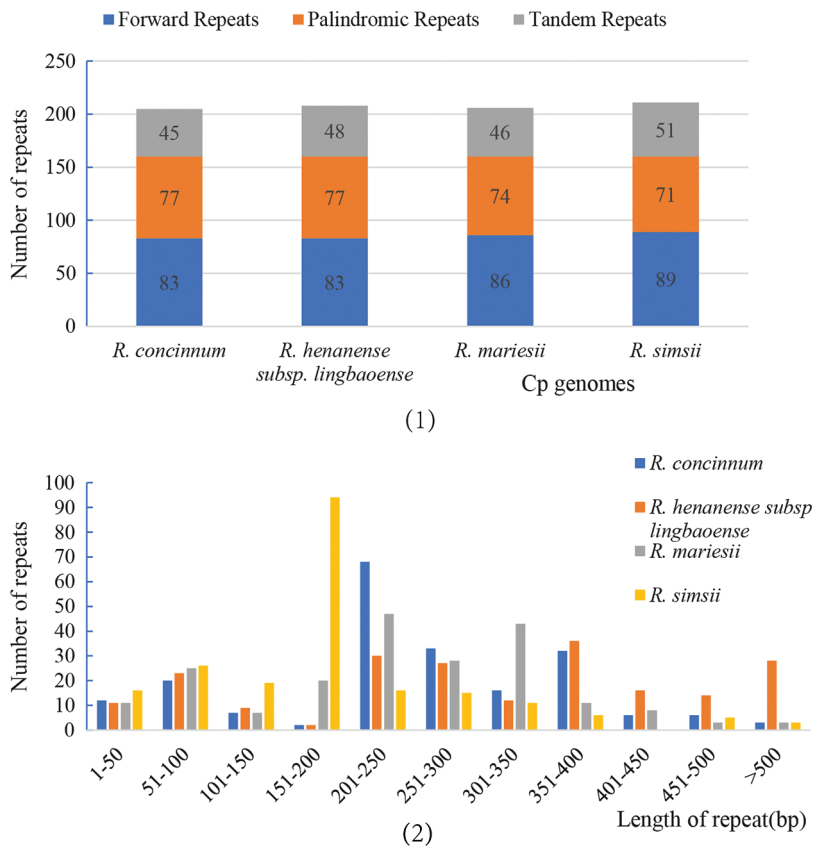 Forward Repeats Palindromic Repeats Tandem Repeats
Number of repeats
250
200
150
100
50
0
45 48 46 51
77 77 74 71
83 83 86 89
R. concinnum R. henanense R. mariesii R. simsii
subsp. lingbaoense
Cp genomes
(1)
R. concinnum
R. henanense subsp
lingbaoense
R. mariesii
R. simsii
Number of repeats
100
90
80
70
60
50
40
30
20
10
0
1-50 51-100 101-150 151-200 201-250 251-300 301-350 351-400 401-450 451-500 >500
Length of repeat(bp)
(2)